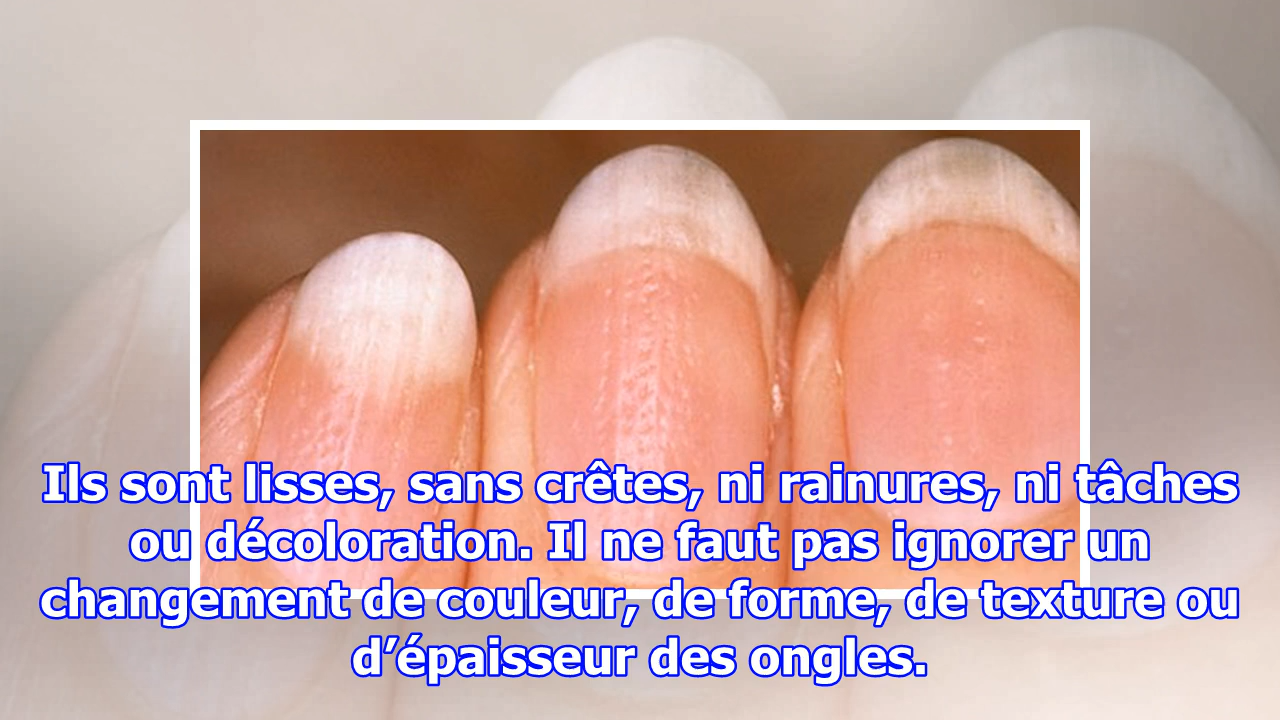 Ils sont lisses, sans crêtes, ni rainures, ni tâches
ou décoloration. Il ne faut pas ignorer un
changement de couleur, de forme, de texture ou
d’épaisseur des ongles.